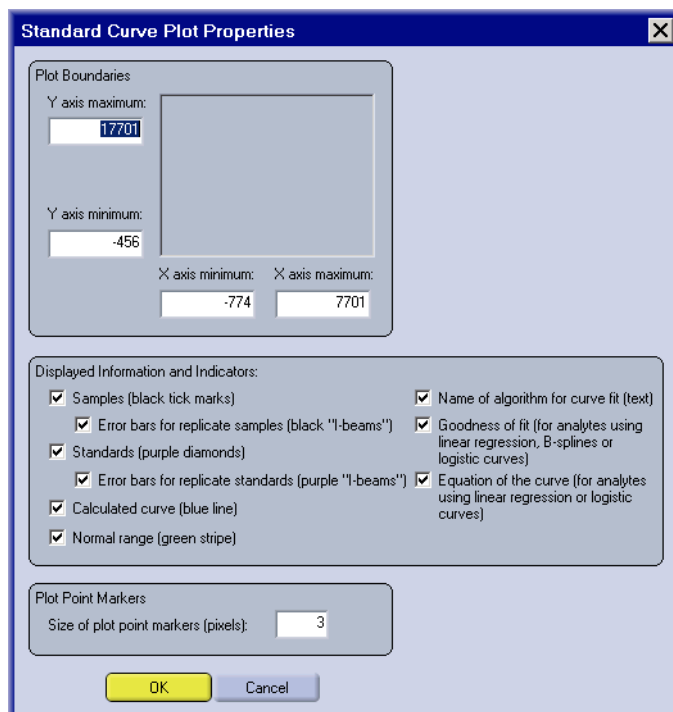 Standard Curve Plot Properties
Plot Boundaries
Y axis maximum:
17701
Y axis minimum:
-456
X axis minimum: X axis maximum:
-774 7701
Displayed Information and Indicators:
Samples (black tick marks)
Error bars for replicate samples (black "I-beams")
Standards (purple diamonds)
Error bars for replicate standards (purple "I-beams")
Calculated curve (blue line)
Normal range (green stripe)
Name of algorithm for curve fit (text)
Goodness of fit (for analytes using
linear regression, B-splines or
logistic curves)
Equation of the curve (for analytes
using linear regression or logistic
curves)
Plot Point Markers
Size of plot point markers (pixels): 3
OK Cancel